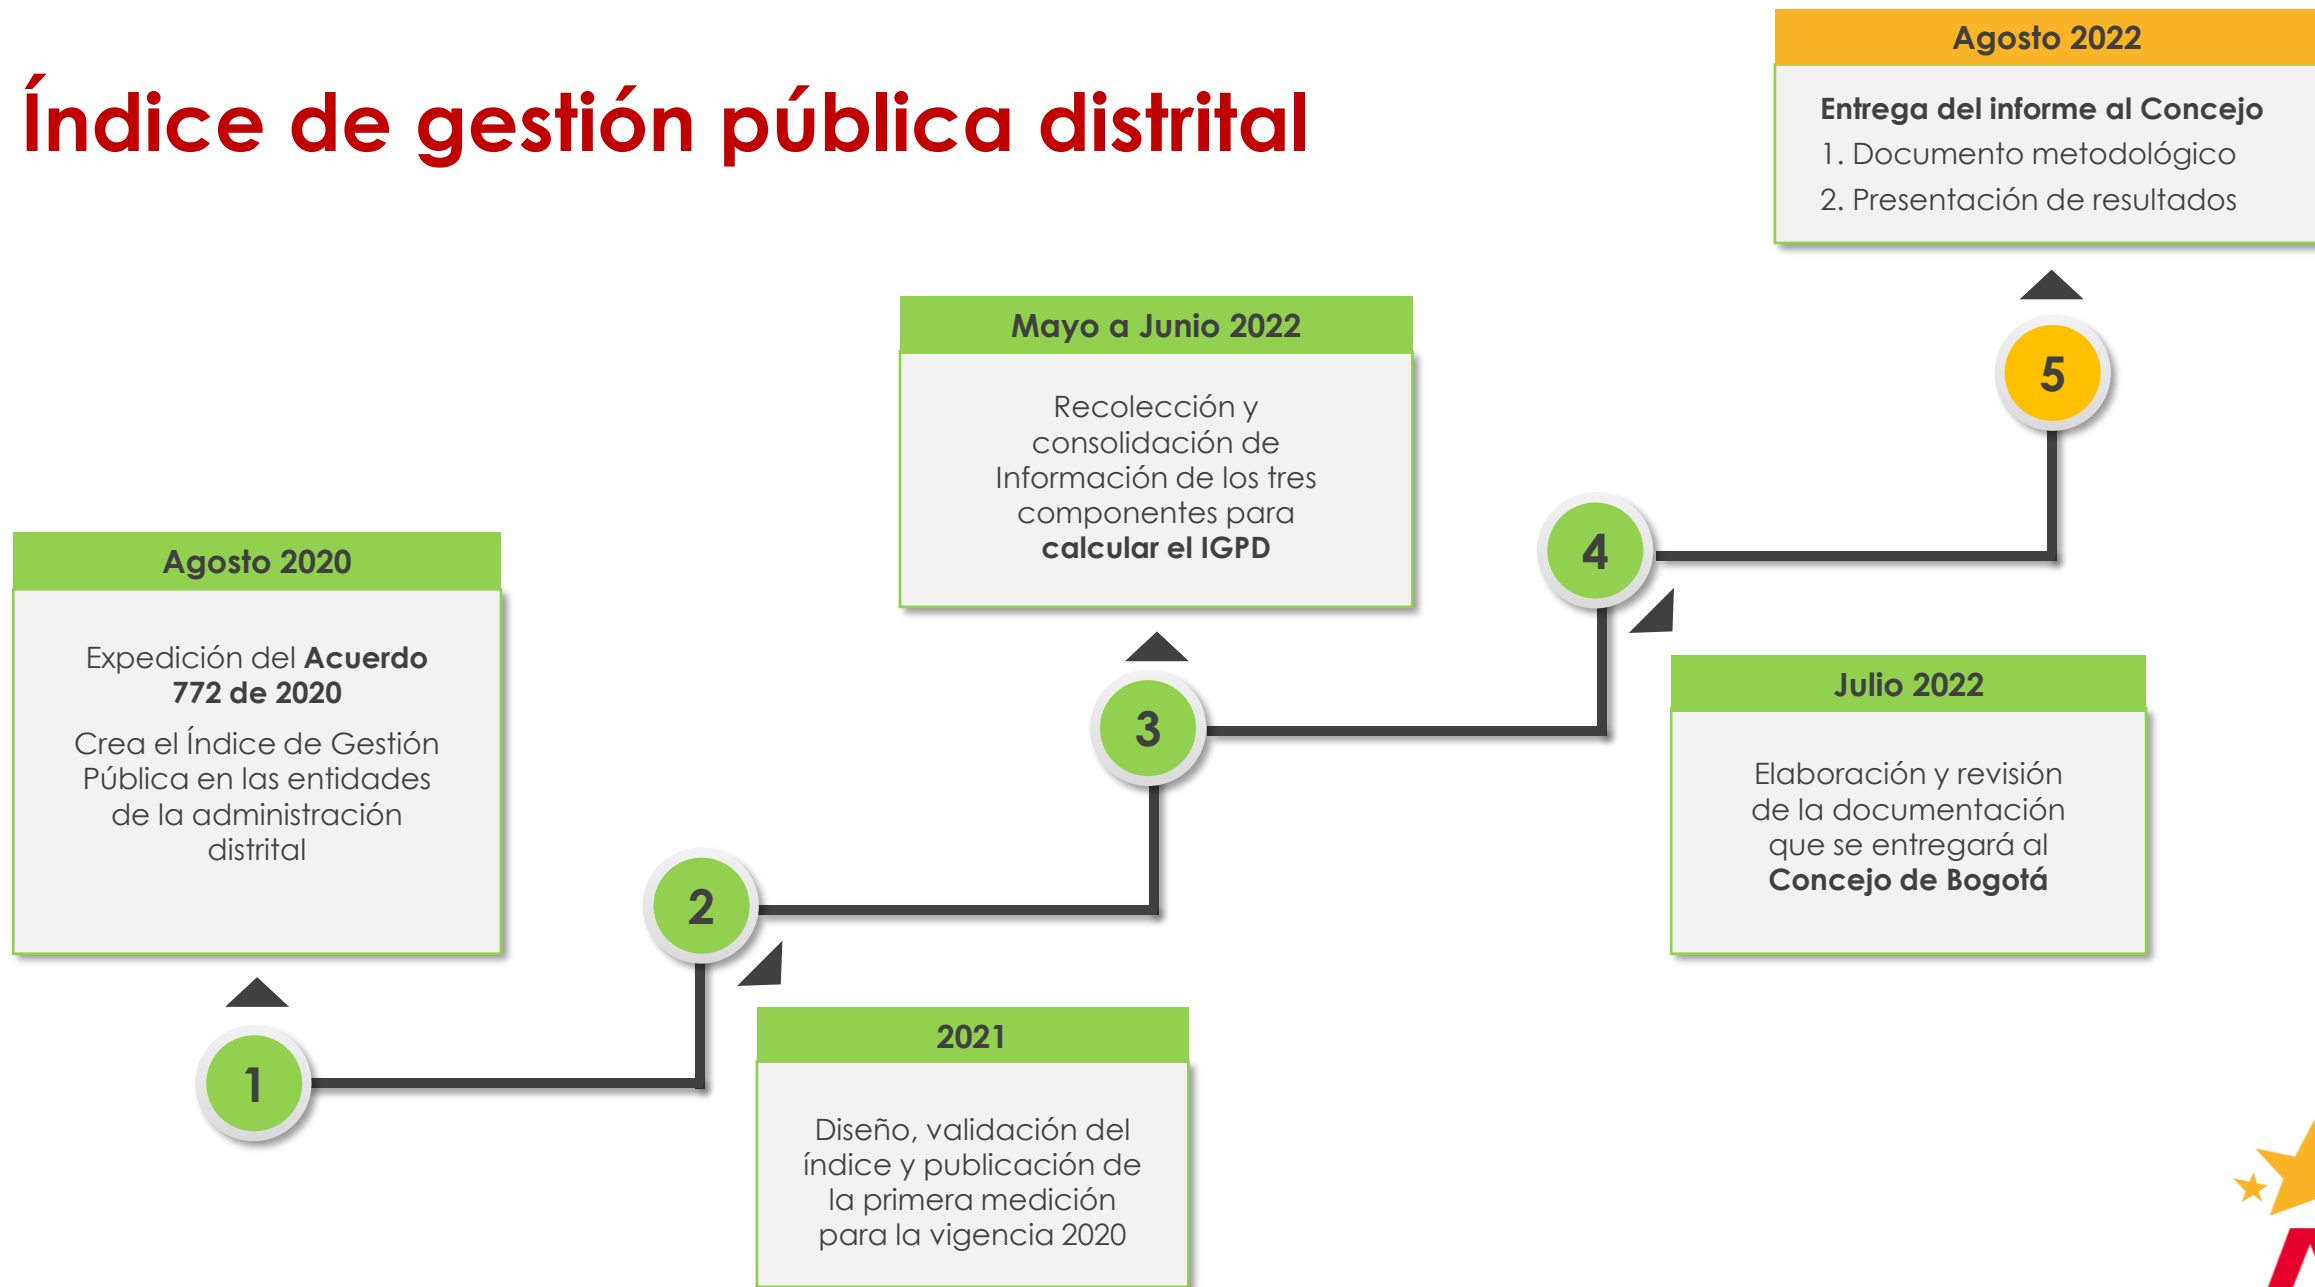 Índice de gestión pública distrital
Agosto 2020
Expedición del Acuerdo
772 de 2020
Crea el Índice de Gestión
Pública en las entidades
de la administración
distrital
1
2
2021
Diseño, validación del
índice y publicación de
la primera medición
para la vigencia 2020
Mayo a Junio 2022
Recolección y
consolidación de
Información de los tres
componentes para
calcular el IGPD
3
4
Julio 2022
Elaboración y revisión
de la documentación
que se entregará al
Concejo de Bogotá
Agosto 2022
Entrega del informe al Concejo
1. Documento metodológico
2. Presentación de resultados
5